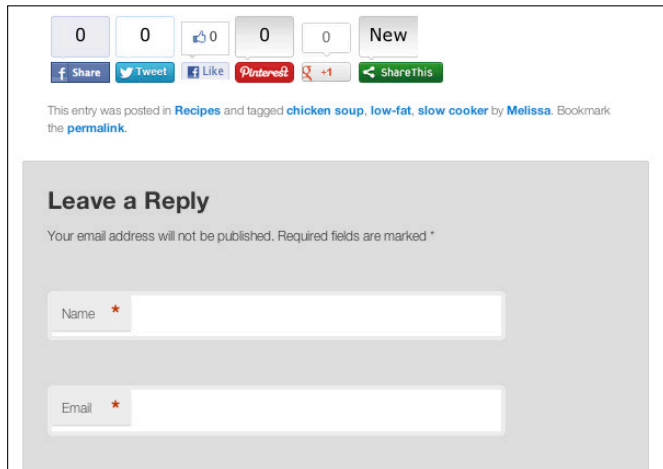 0 0 0 0 0 New
Share Tweet Like Pinterest +1 ShareThis
This entry was posted in Recipes and tagged chicken soup, low-fat, slow cooker by Melissa. Bookmark
the permalink.
Leave a Reply
Your email address will not be published. Required fields are marked *
Name *
Email *